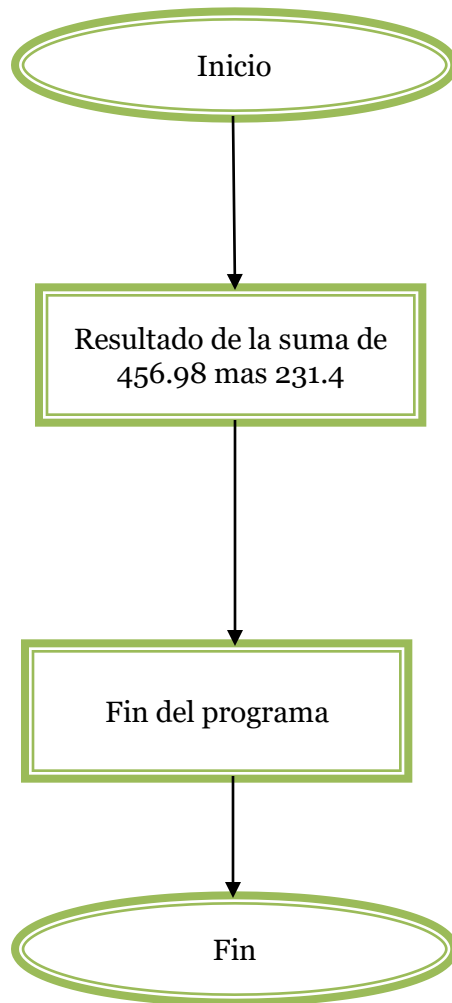 Inicio
Resultado de la suma de
456.98 mas 231.4
Fin del programa
Fin